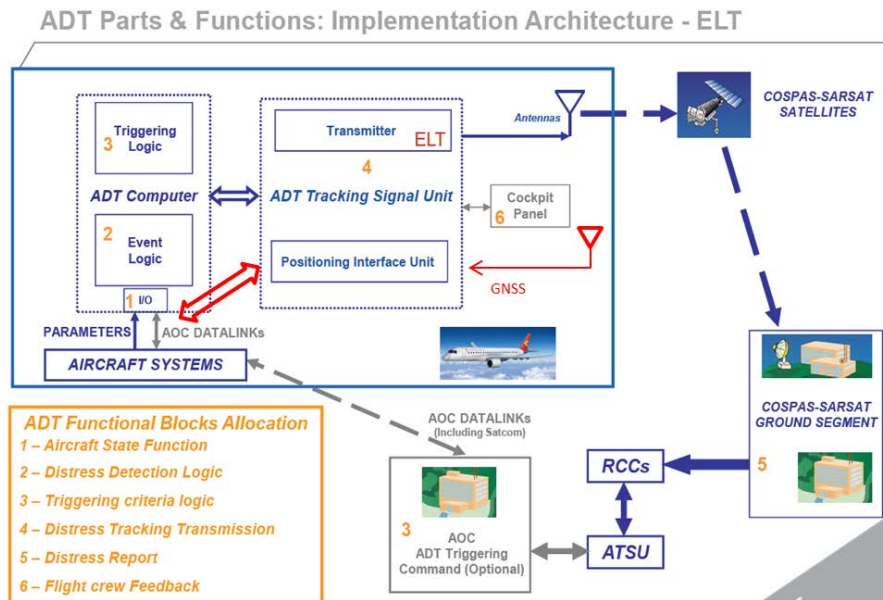 ADT Parts & Functions: Implementation Architecture - ELT
3
Triggering
Logic
ADT Computer
2
Event
Logic
1
I/O
PARAMETERS
AOC DATALINKs
AIRCRAFT SYSTEMS
Transmitter
ELT
4
ADT Tracking Signal Unit
Positioning Interface Unit
Antennas
Cockpit
Panel
6
GNSS
COSPAS-SARSAT
SATELLITES
COSPAS-SARSAT
GROUND SEGMENT
5
AOC DATALINKs
(Including Satcom)
3
AOC
ADT Triggering
Command (Optional)
RCCs
ATSU
ADT Functional Blocks Allocation
1 – Aircraft State Function
2 – Distress Detection Logic
3 – Triggering criteria logic
4 – Distress Tracking Transmission
5 – Distress Report
6 – Flight crew Feedback